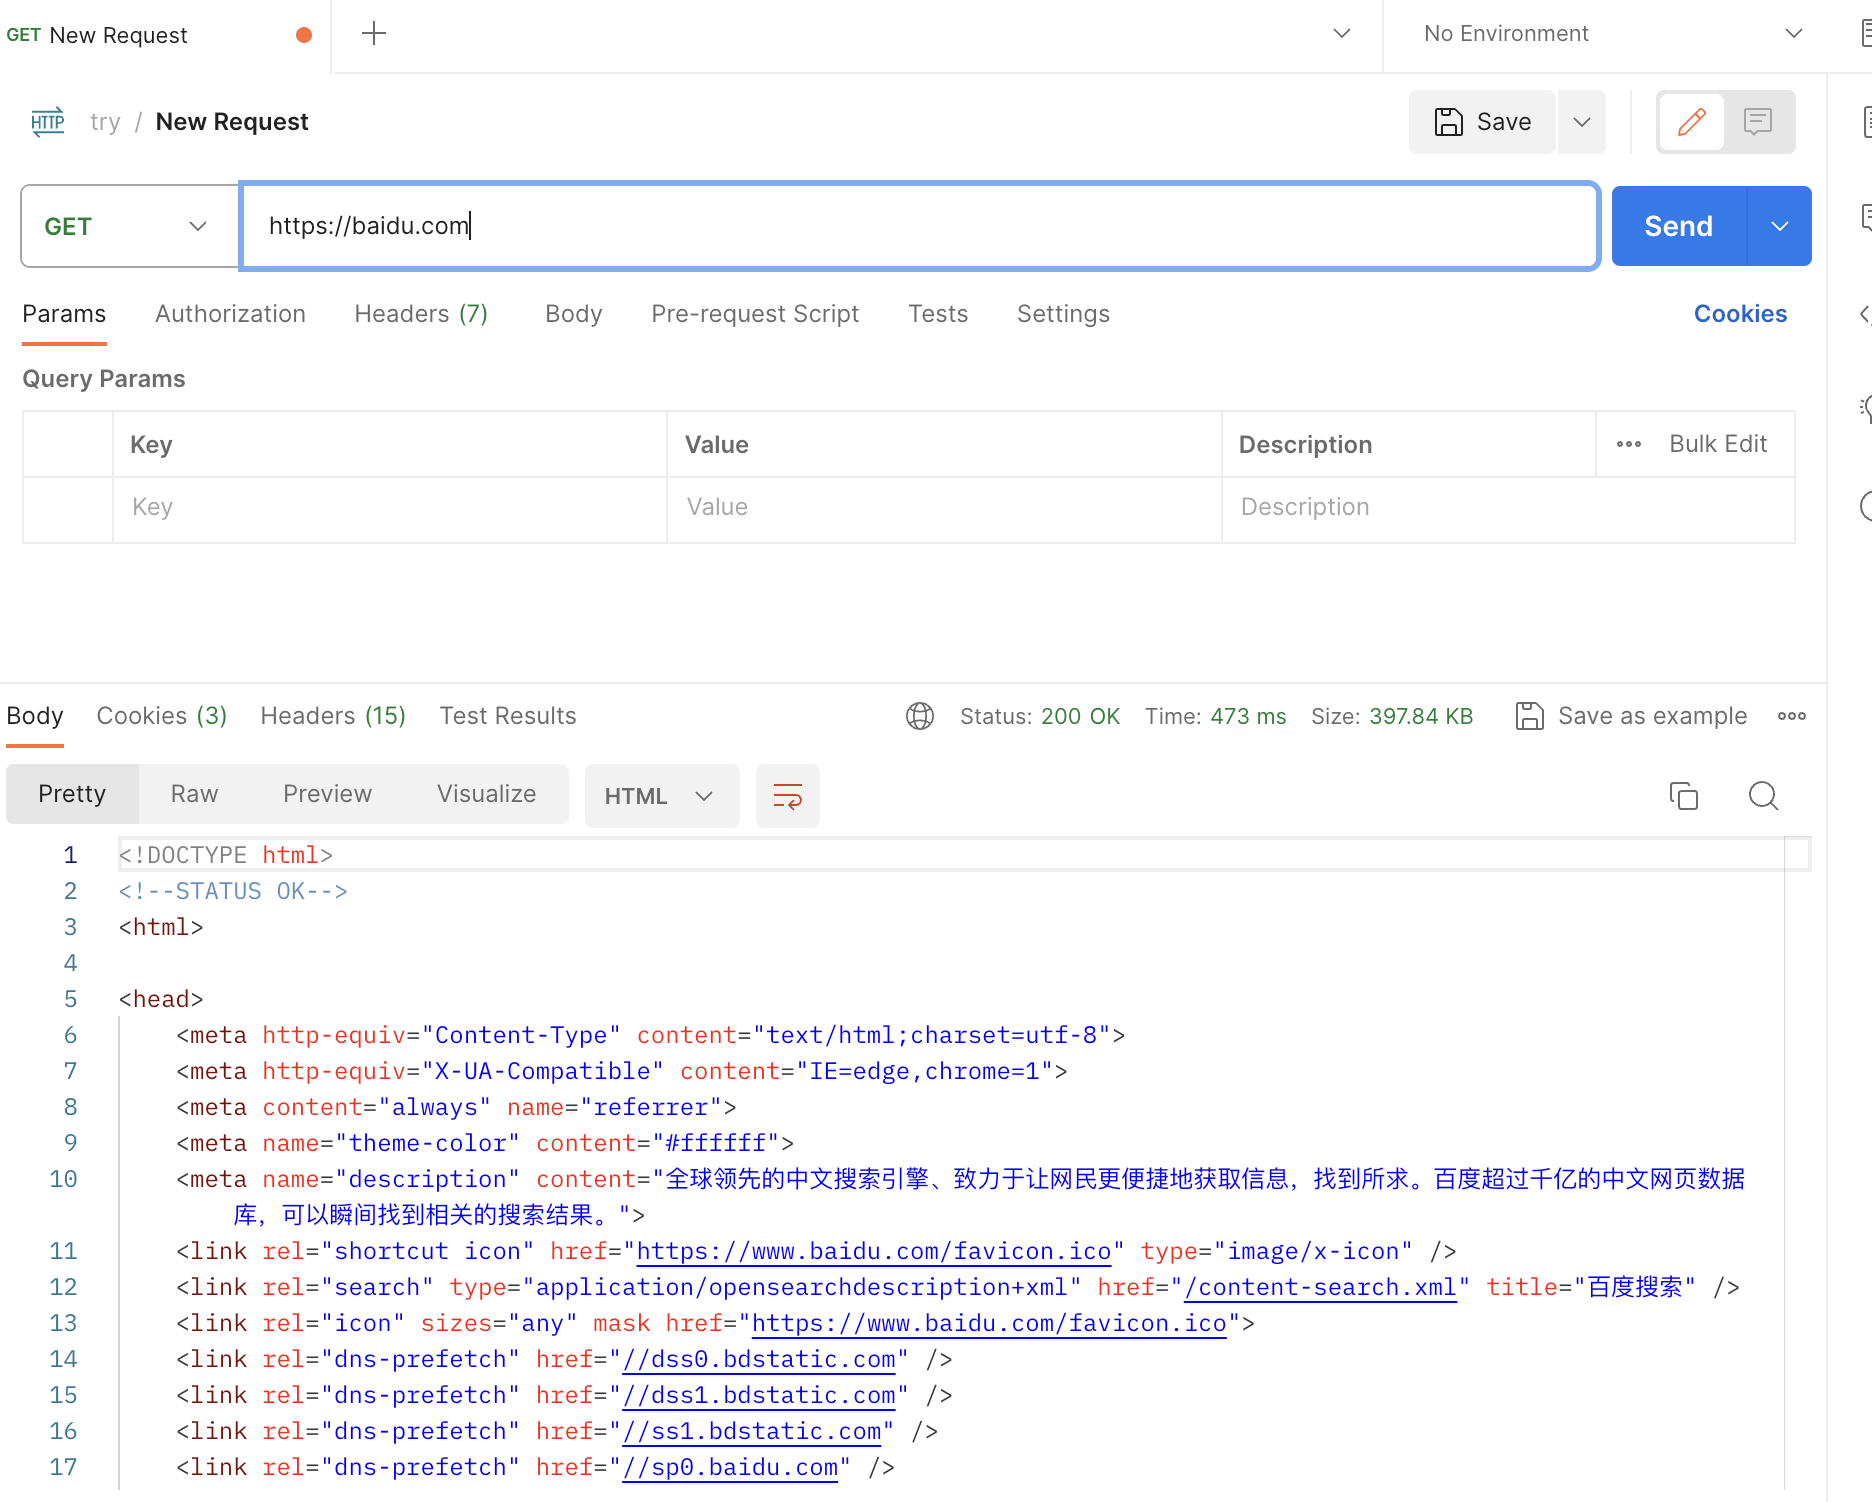 GET New Request
No Environment
HTTP try / New Request
Save
GET https://baidu.com Send
Params Authorization Headers (7) Body Pre-request Script Tests Settings Cookies
Query Params
Key Value Description Bulk Edit
Key Value Description
Body Cookies (3) Headers (15) Test Results Status: 200 OK Time: 473 ms Size: 397.84 KB Save as example
Pretty Raw Preview Visualize HTML
1 <!DOCTYPE html>
2 <!--STATUS OK-->
3 <html>
4
5 <head>
6 <meta http-equiv="Content-Type" content="text/html;charset=utf-8">
7 <meta http-equiv="X-UA-Compatible" content="IE=edge,chrome=1">
8 <meta content="always" name="referrer">
9 <meta name="theme-color" content="#ffffff">
10 <meta name="description" content="全球领先的中文搜索引擎、致力于让网民更便捷地获取信息，找到所求。百度超过千亿的中文网页数据
库，可以瞬间找到相关的搜索结果。">
11 <link rel="shortcut icon" href="https://www.baidu.com/favicon.ico" type="image/x-icon" />
12 <link rel="search" type="application/opensearchdescription+xml" href="/content-search.xml" title="百度搜索" />
13 <link rel="icon" sizes="any" mask href="https://www.baidu.com/favicon.ico">
14 <link rel="dns-prefetch" href="//dss0.bdstatic.com" />
15 <link rel="dns-prefetch" href="//dss1.bdstatic.com" />
16 <link rel="dns-prefetch" href="//ss1.bdstatic.com" />
17 <link rel="dns-prefetch" href="//sp0.baidu.com" />